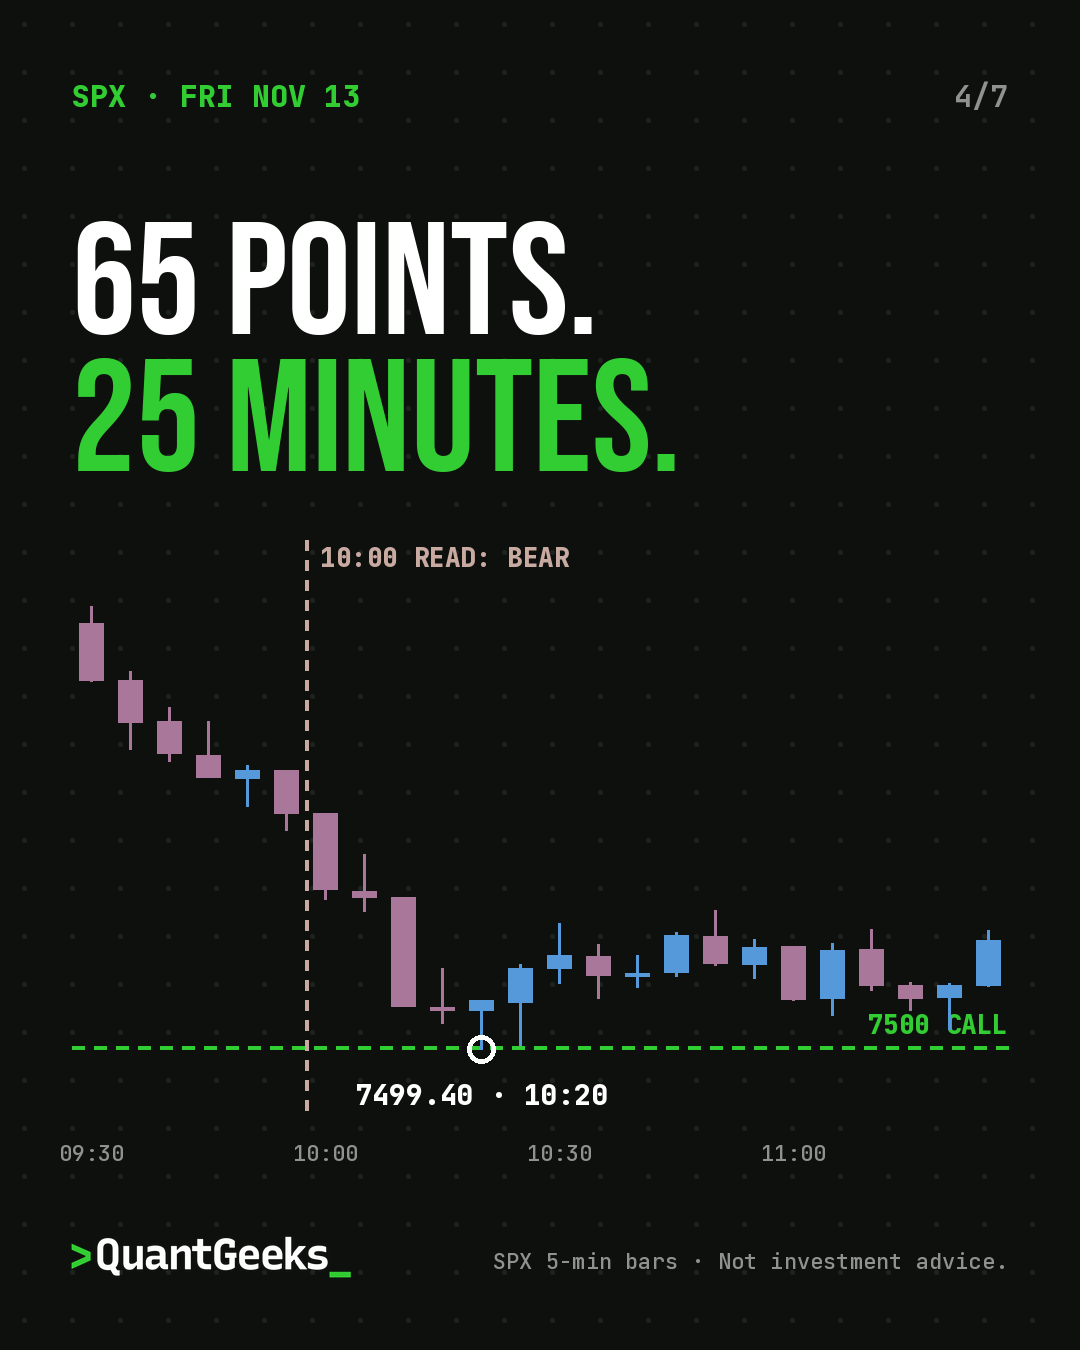 SPX · FRI NOV 13
4/7
65 POINTS.
25 MINUTES.
10:00 READ: BEAR
7500 CALL
7499.40 · 10:20
09:30 10:00 10:30 11:00
>QuantGeeks_
SPX 5-min bars · Not investment advice.